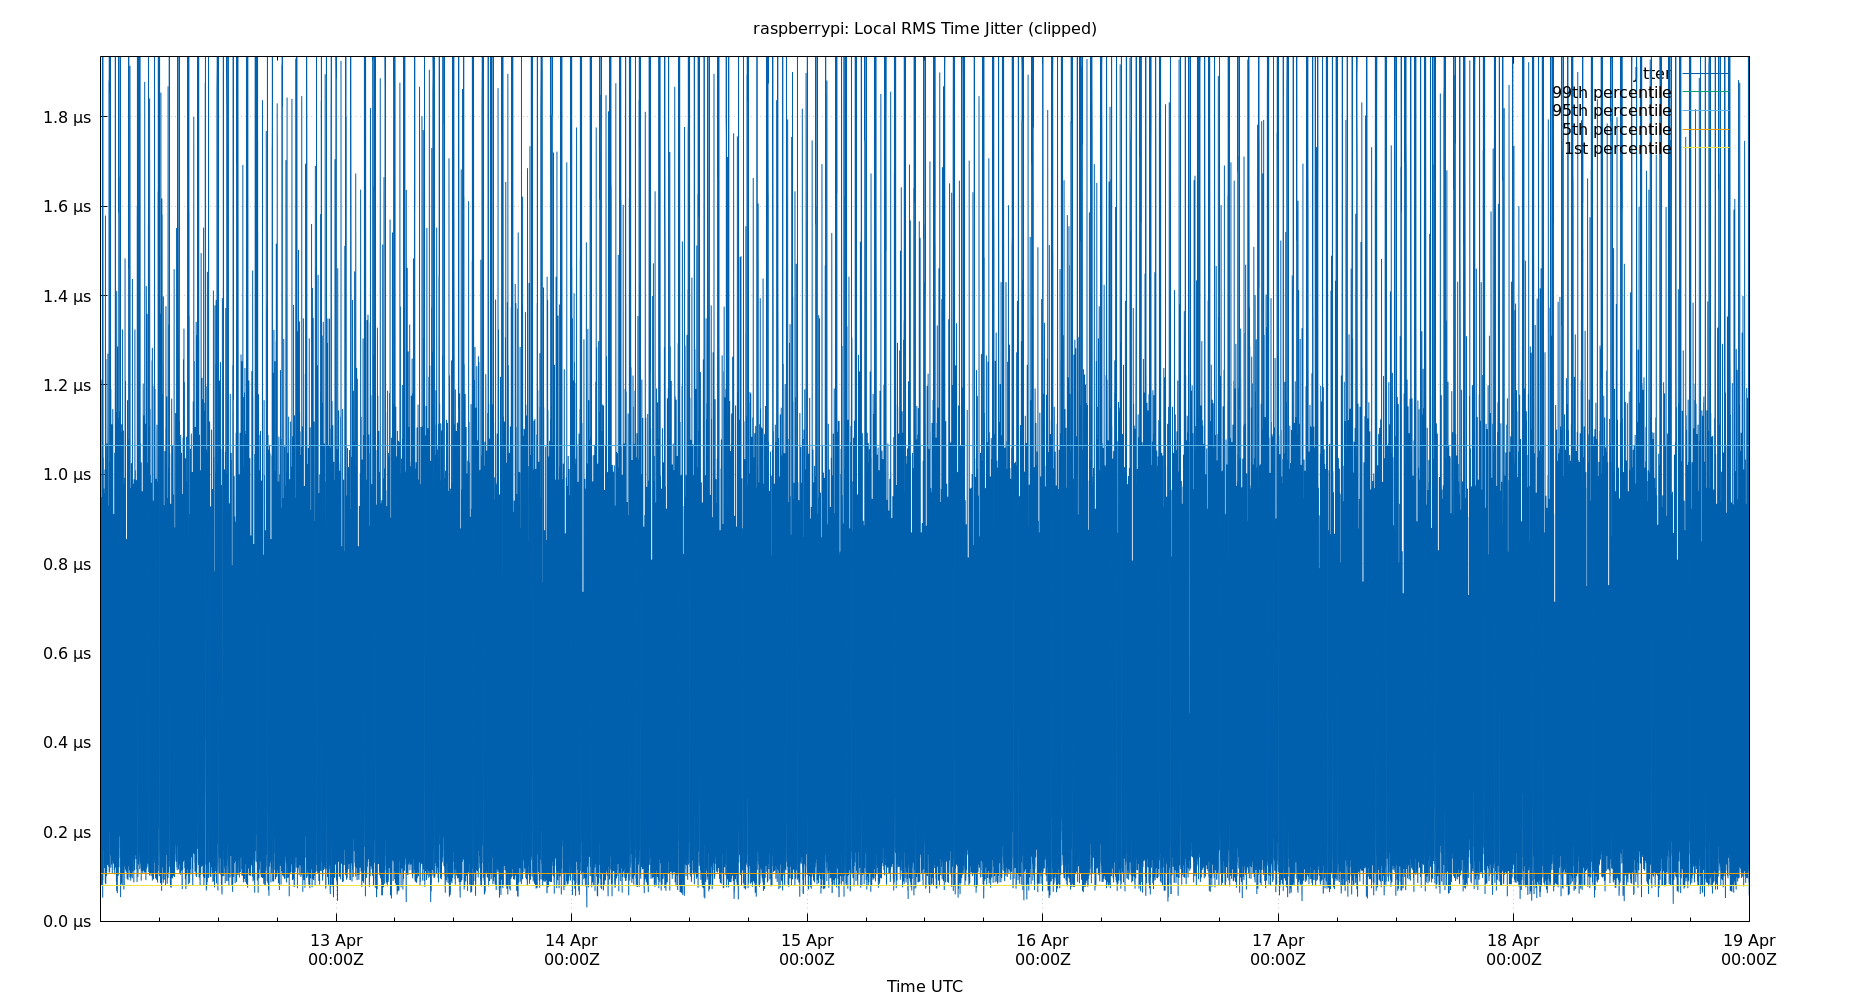 raspberrypi: Local RMS Time Jitter (clipped)
jitter
99th percentile
95th percentile
5th percentile
1st percentile
1.8 µs
1.6 µs
1.4 µs
1.2 µs
1.0 µs
0.8 µs
0.6 µs
0.4 µs
0.2 µs
0.0 µs
13 Apr
00:00Z
14 Apr
00:00Z
15 Apr
00:00Z
16 Apr
00:00Z
17 Apr
00:00Z
18 Apr
00:00Z
19 Apr
00:00Z
Time UTC